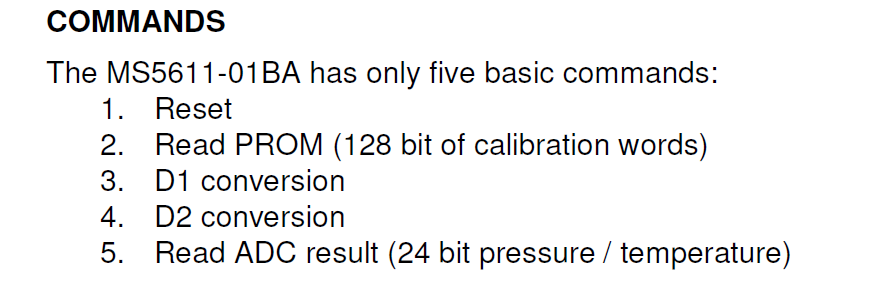 COMMANDS
The MS5611-01BA has only five basic commands:
1. Reset
2. Read PROM (128 bit of calibration words)
3. D1 conversion
4. D2 conversion
5. Read ADC result (24 bit pressure / temperature)